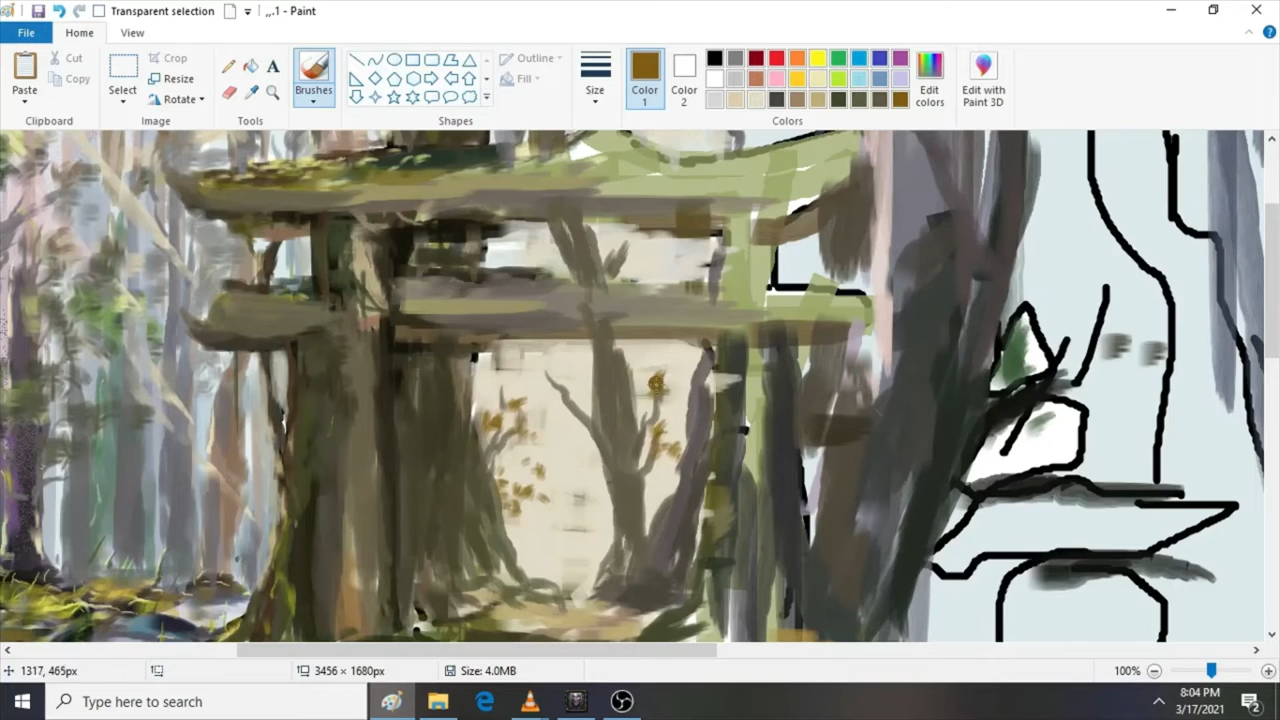 Transparent selection
,,.1 - Paint
File
Home
View
Paste
Cut
Copy
Clipboard
Select
Crop
Resize
Rotate
Image
A
Tools
Brushes
Outline
Fill
Shapes
Size
Color
1
Color
2
Colors
Edit
colors
Edit with
Paint 3D
1317, 465px
3456 × 1680px
Size: 4.0MB
100%
Type here to search
8:04 PM
3/17/2021
2